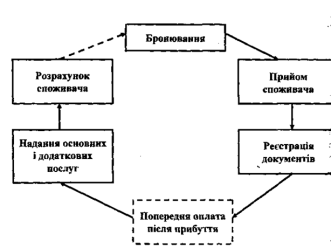 Бронювання
Прийом
споживача
Реєстрація
документів
Попередня оплата
після прибуття
Надання основних
і додаткових
послуг
Розрахунок
споживача